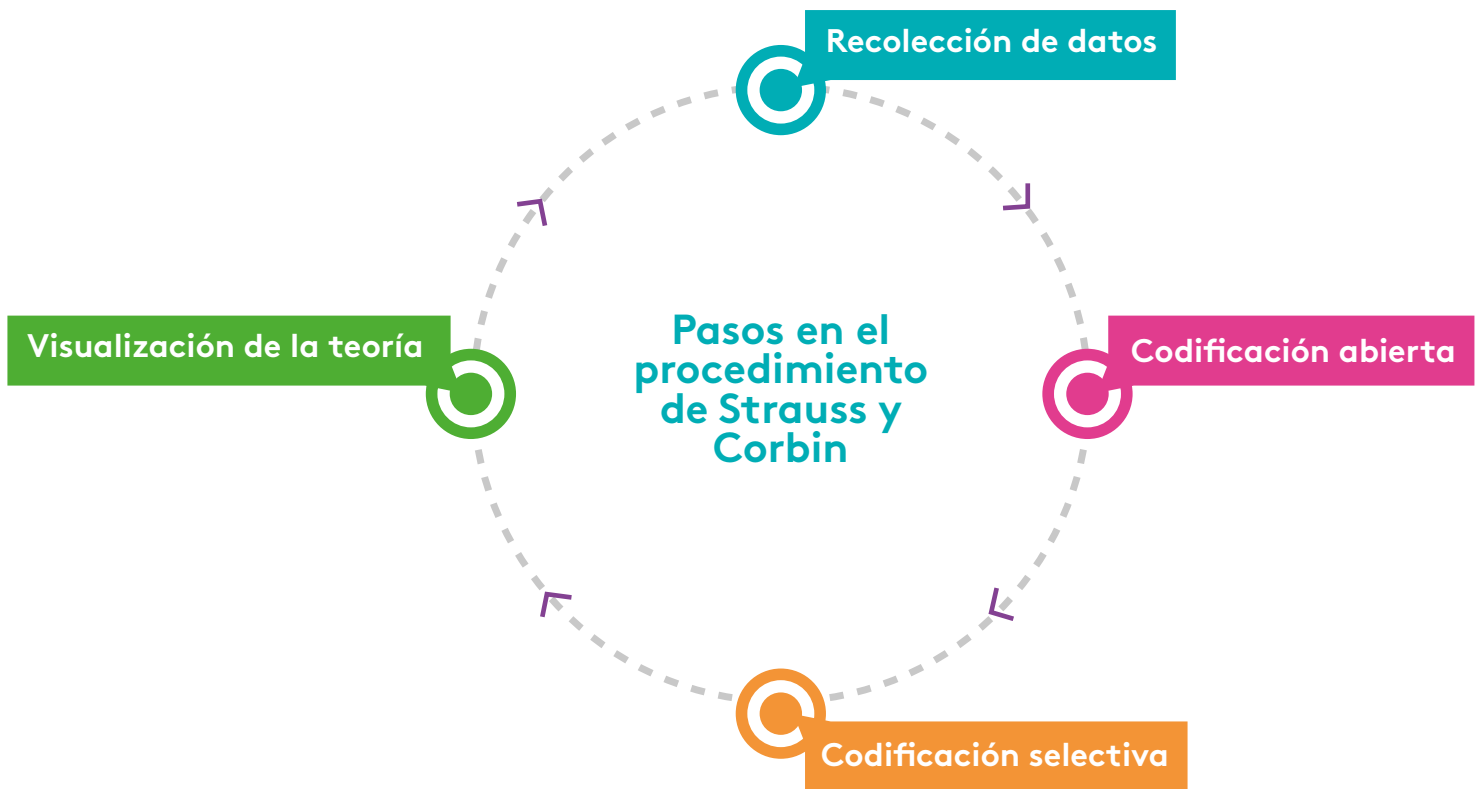 Recolección de datos
Visualización de la teoría
Pasos en el
procedimiento
de Strauss y
Corbin
Codificación abierta
Codificación selectiva